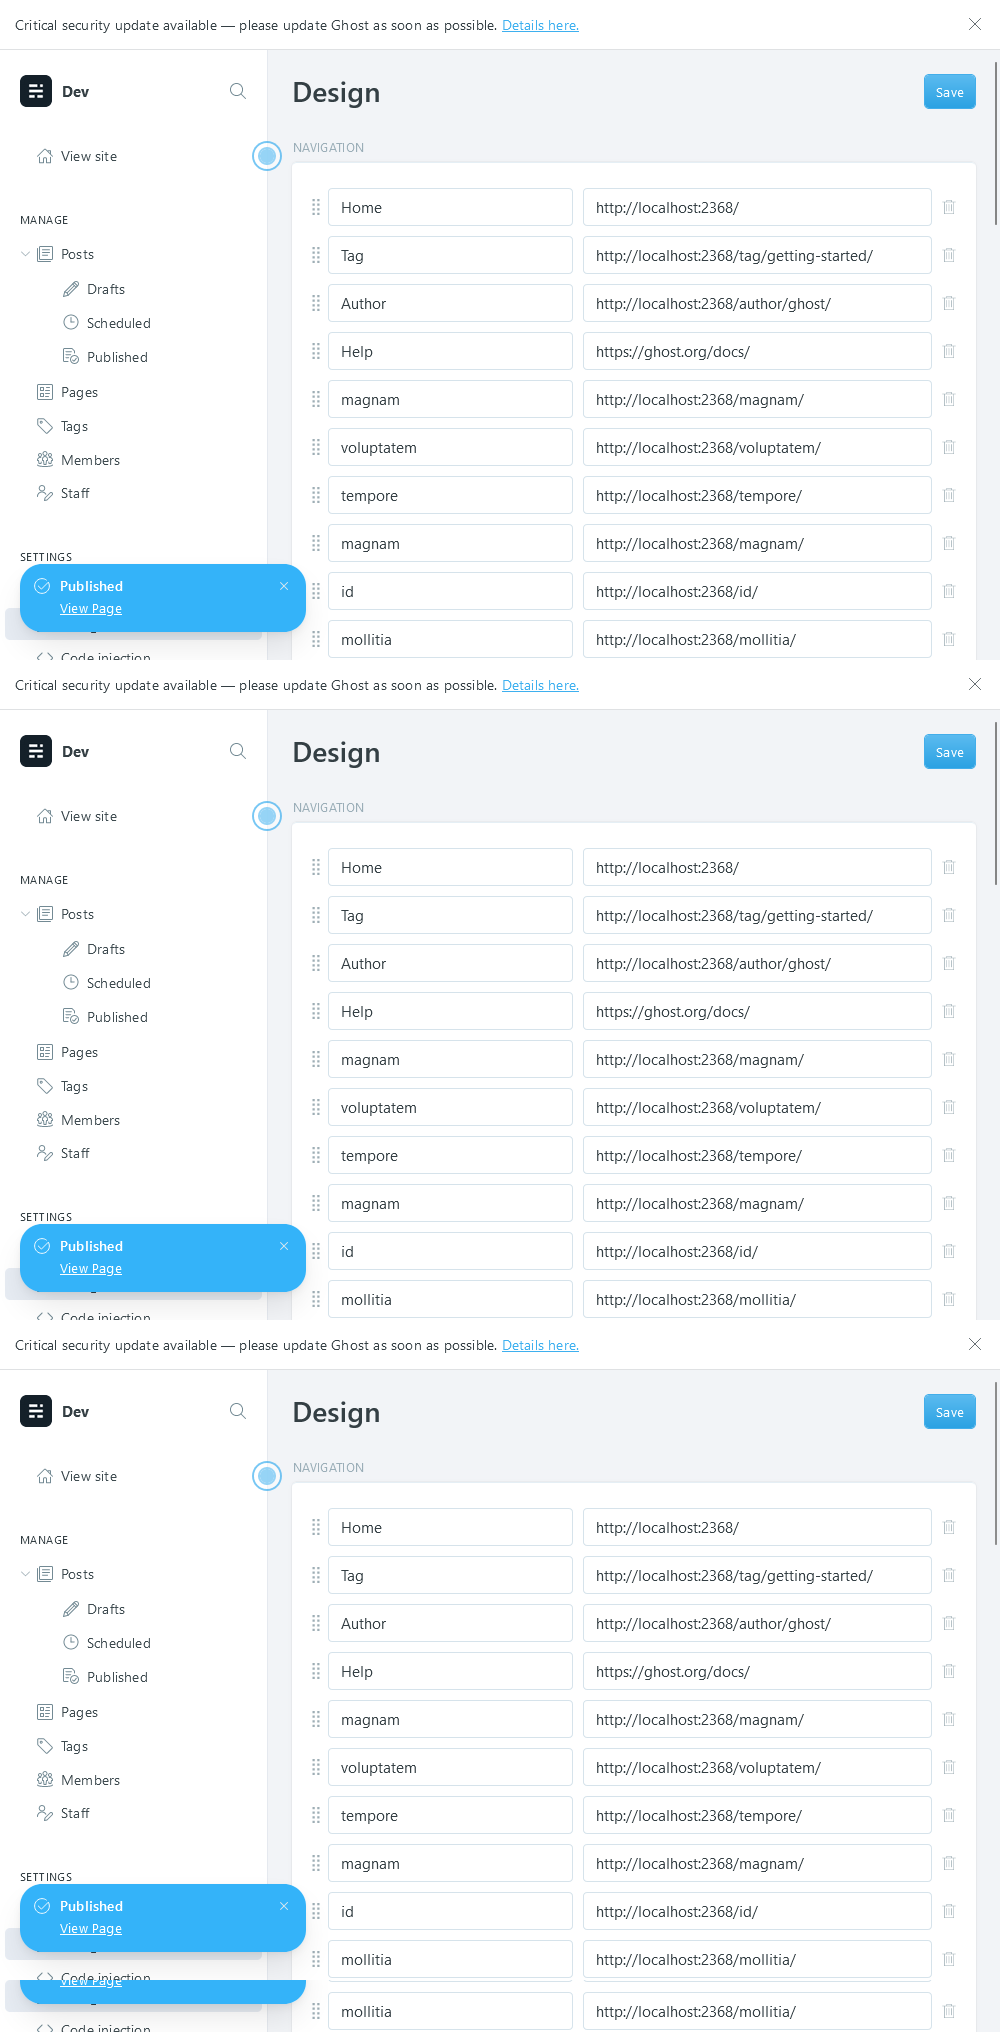 Critical security update available — please update Ghost as soon as possible. Details here.
Dev
Design
Save
View site
NAVIGATION
Home http://localhost:2368/
MANAGE
Tag http://localhost:2368/tag/getting-started/
Posts
Drafts
Author http://localhost:2368/author/ghost/
Scheduled
Published
Help https://ghost.org/docs/
Pages
magnam http://localhost:2368/magnam/
Tags
voluptatem http://localhost:2368/voluptatem/
Members
Staff
tempore http://localhost:2368/tempore/
magnam http://localhost:2368/magnam/
SETTINGS
Published
id http://localhost:2368/id/
View Page
mollitia http://localhost:2368/mollitia/
Code injection
Critical security update available — please update Ghost as soon as possible. Details here.
Dev
Design
Save
View site
NAVIGATION
Home http://localhost:2368/
MANAGE
Tag http://localhost:2368/tag/getting-started/
Posts
Drafts
Author http://localhost:2368/author/ghost/
Scheduled
Published
Help https://ghost.org/docs/
Pages
magnam http://localhost:2368/magnam/
Tags
voluptatem http://localhost:2368/voluptatem/
Members
Staff
tempore http://localhost:2368/tempore/
magnam http://localhost:2368/magnam/
SETTINGS
Published
id http://localhost:2368/id/
View Page
mollitia http://localhost:2368/mollitia/
Code injection
Critical security update available — please update Ghost as soon as possible. Details here.
Dev
Design
Save
View site
NAVIGATION
Home http://localhost:2368/
MANAGE
Tag http://localhost:2368/tag/getting-started/
Posts
Drafts
Author http://localhost:2368/author/ghost/
Scheduled
Published
Help https://ghost.org/docs/
Pages
magnam http://localhost:2368/magnam/
Tags
voluptatem http://localhost:2368/voluptatem/
Members
Staff
tempore http://localhost:2368/tempore/
magnam http://localhost:2368/magnam/
SETTINGS
Published
id http://localhost:2368/id/
View Page
mollitia http://localhost:2368/mollitia/
Code injection
View Page
mollitia http://localhost:2368/mollitia/
Code injection